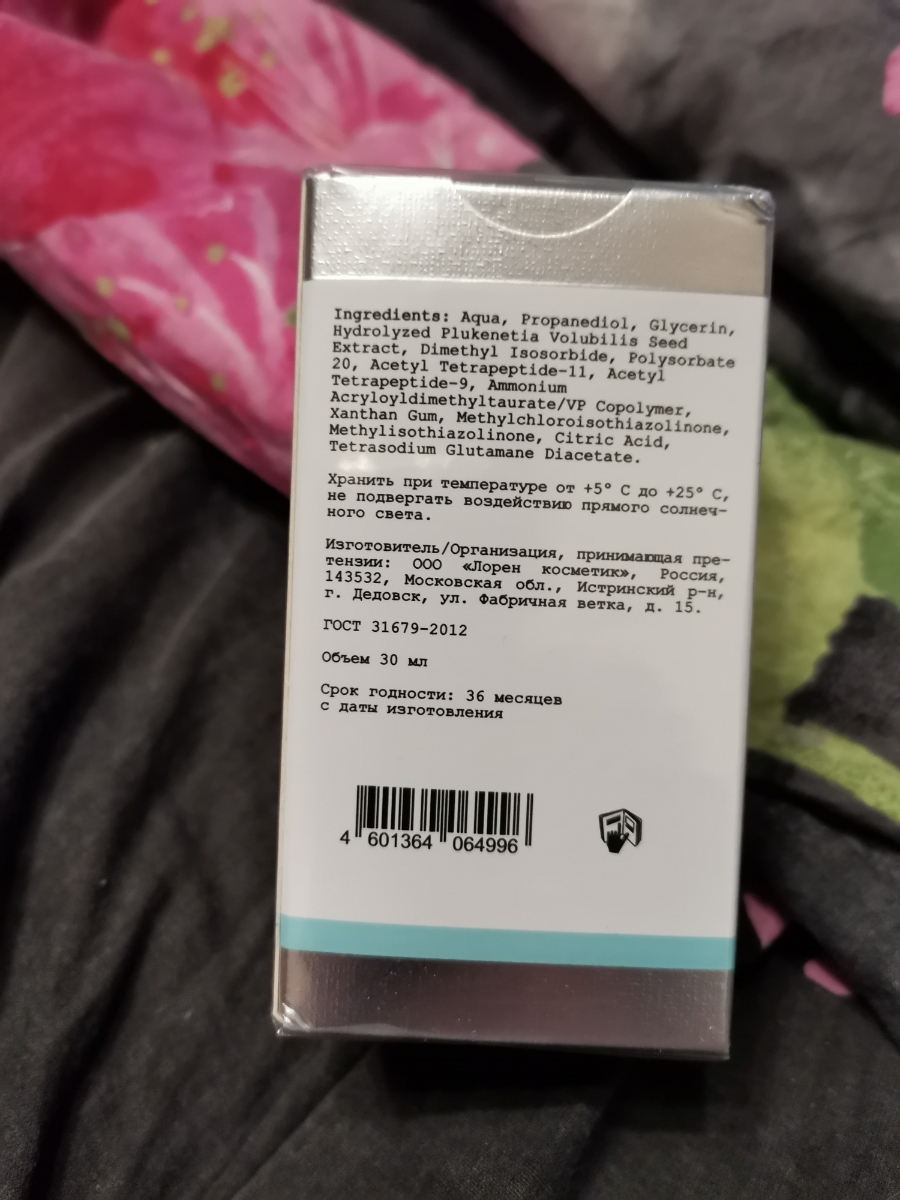 Ingredients: Aqua, Propanediol, Glycerin,
Hydrolyzed Plukenetia Volubilis Seed
Extract, Dimethyl Isosorbide, Polysorbate
20, Acetyl Tetrapeptide-11, Acetyl
Tetrapeptide-9, Ammonium
Acryloyldimethyltaurate/VP Copolymer,
Xanthan Gum, Methylchloroisothiazolinone,
Methylisothiazolinone, Citric Acid,
Tetrasodium Glutamane Diacetate.
Хранить при температуре от +5° С до +25° С,
не подвергать воздействию прямого солнеч-
ного света.
Изготовитель/Организация, принимающая пре-
тензии: ООО «Лорен косметик», Россия,
143532, Московская обл., Истринский р-н,
г. Дедовск, ул. Фабричная ветка, д. 15.
ГОСТ 31679-2012
Объем 30 мл
Срок годности: 36 месяцев
с даты изготовления
4 601364 064996